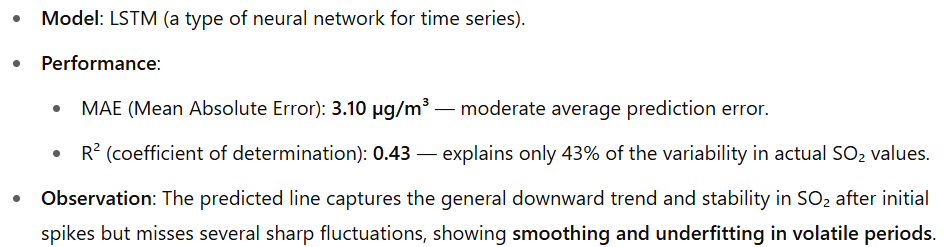 Model: LSTM (a type of neural network for time series).
Performance:
MAE (Mean Absolute Error): 3.10 µg/m³ — moderate average prediction error.
R² (coefficient of determination): 0.43 — explains only 43% of the variability in actual SO₂ values.
Observation: The predicted line captures the general downward trend and stability in SO₂ after initial
spikes but misses several sharp fluctuations, showing smoothing and underfitting in volatile periods.